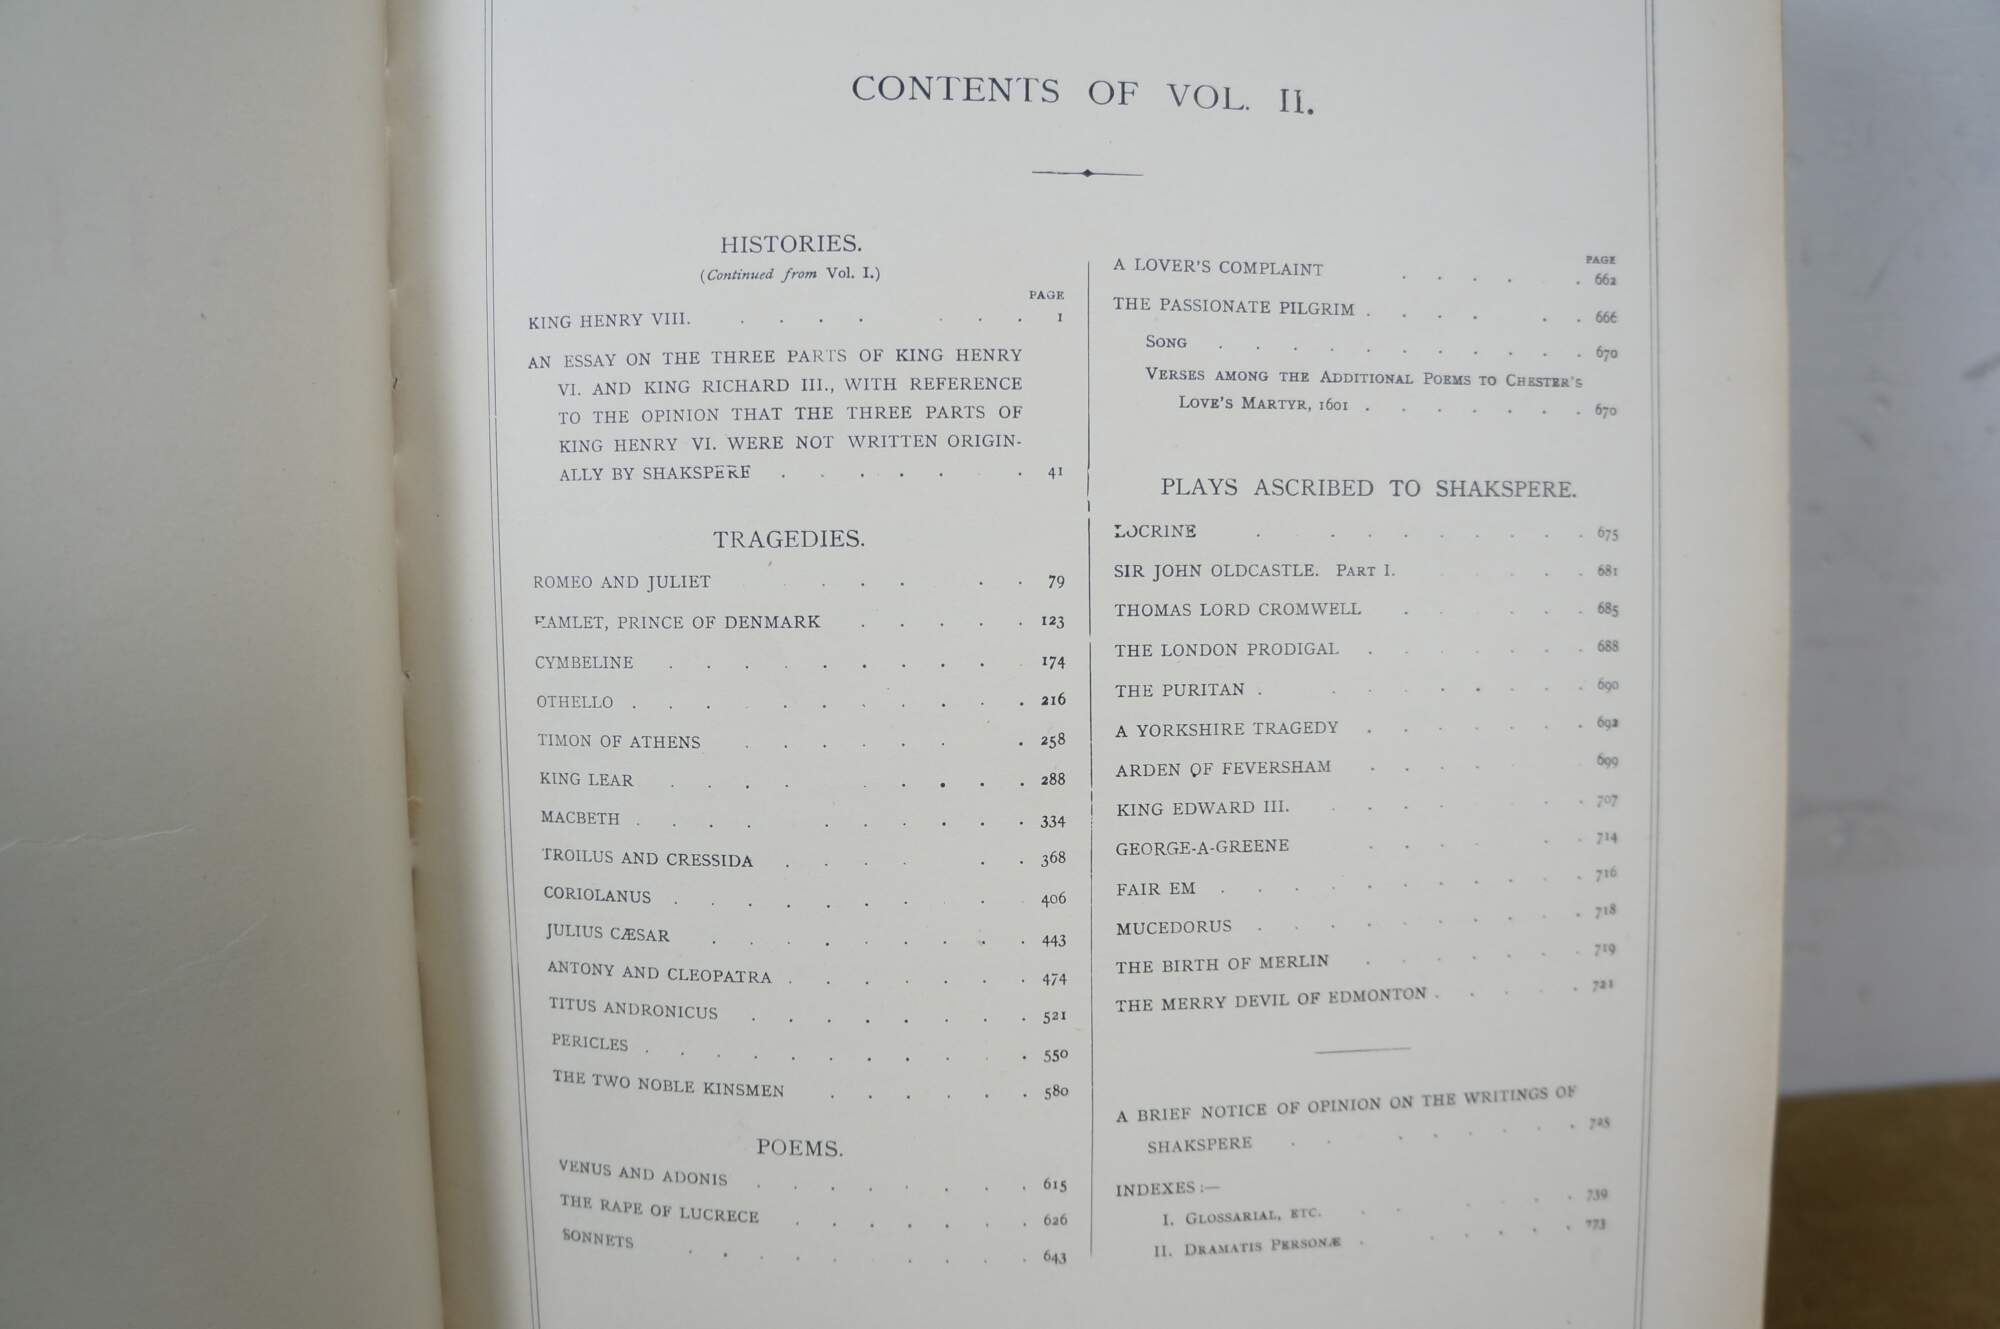 CONTENTS OF VOL. II.
HISTORIES.
(Continued from Vol. I.)
PAGE
KING HENRY VIII. . . . . . . . 1
AN ESSAY ON THE THREE PARTS OF KING HENRY
VI. AND KING RICHARD III., WITH REFERENCE
TO THE OPINION THAT THE THREE PARTS OF
KING HENRY VI. WERE NOT WRITTEN ORIGIN-
ALLY BY SHAKSPERE . . . . . . 41
TRAGEDIES.
ROMEO AND JULIET . . . . . 79
HAMLET, PRINCE OF DENMARK . . . . . 123
CYMBELINE . . . . . . . . . 174
OTHELLO . . . . . . . . . . 216
TIMON OF ATHENS . . . . . . . 258
KING LEAR . . . . . . . . 288
MACBETH . . . . . . . . . . 334
TROILUS AND CRESSIDA . . . . . . 368
CORIOLANUS . . . . . . . . . 406
JULIUS CÆSAR . . . . . . . . . 443
ANTONY AND CLEOPATRA . . . . . . . 474
TITUS ANDRONICUS . . . . . . . . 521
PERICLES . . . . . . . . . . . 550
THE TWO NOBLE KINSMEN . . . . . . 580
POEMS.
VENUS AND ADONIS . . . . . . . . 615
THE RAPE OF LUCRECE . . . . . . . 626
SONNETS . . . . . . . . . 643
PAGE
A LOVER'S COMPLAINT . . . . . 662
THE PASSIONATE PILGRIM . . . . . . 666
SONG . . . . . . . . . . 670
VERSES AMONG THE ADDITIONAL POEMS TO CHESTER'S
LOVE'S MARTYR, 1601 . . . . . . . 670
PLAYS ASCRIBED TO SHAKSPERE.
LOCRINE . . . . . . . . . 675
SIR JOHN OLDCASTLE. PART I. . . . . . 681
THOMAS LORD CROMWELL . . . . . 685
THE LONDON PRODIGAL . . . . . . 688
THE PURITAN . . . . . . . . . 690
A YORKSHIRE TRAGEDY . . . . . . 692
ARDEN OF FEVERSHAM . . . . 699
KING EDWARD III. . . . . . . 707
GEORGE-A-GREENE . . . . . . 714
FAIR EM . . . . . . . . . . 716
MUCEDORUS . . . . . . . . . 718
THE BIRTH OF MERLIN . . . . . . 719
THE MERRY DEVIL OF EDMONTON . . . . . 721
A BRIEF NOTICE OF OPINION ON THE WRITINGS OF
SHAKSPERE . . . . . . . . 725
INDEXES :—
I. GLOSSARIAL, ETC. . . . . . . 739
II. DRAMATIS PERSONÆ . . . . . . 773